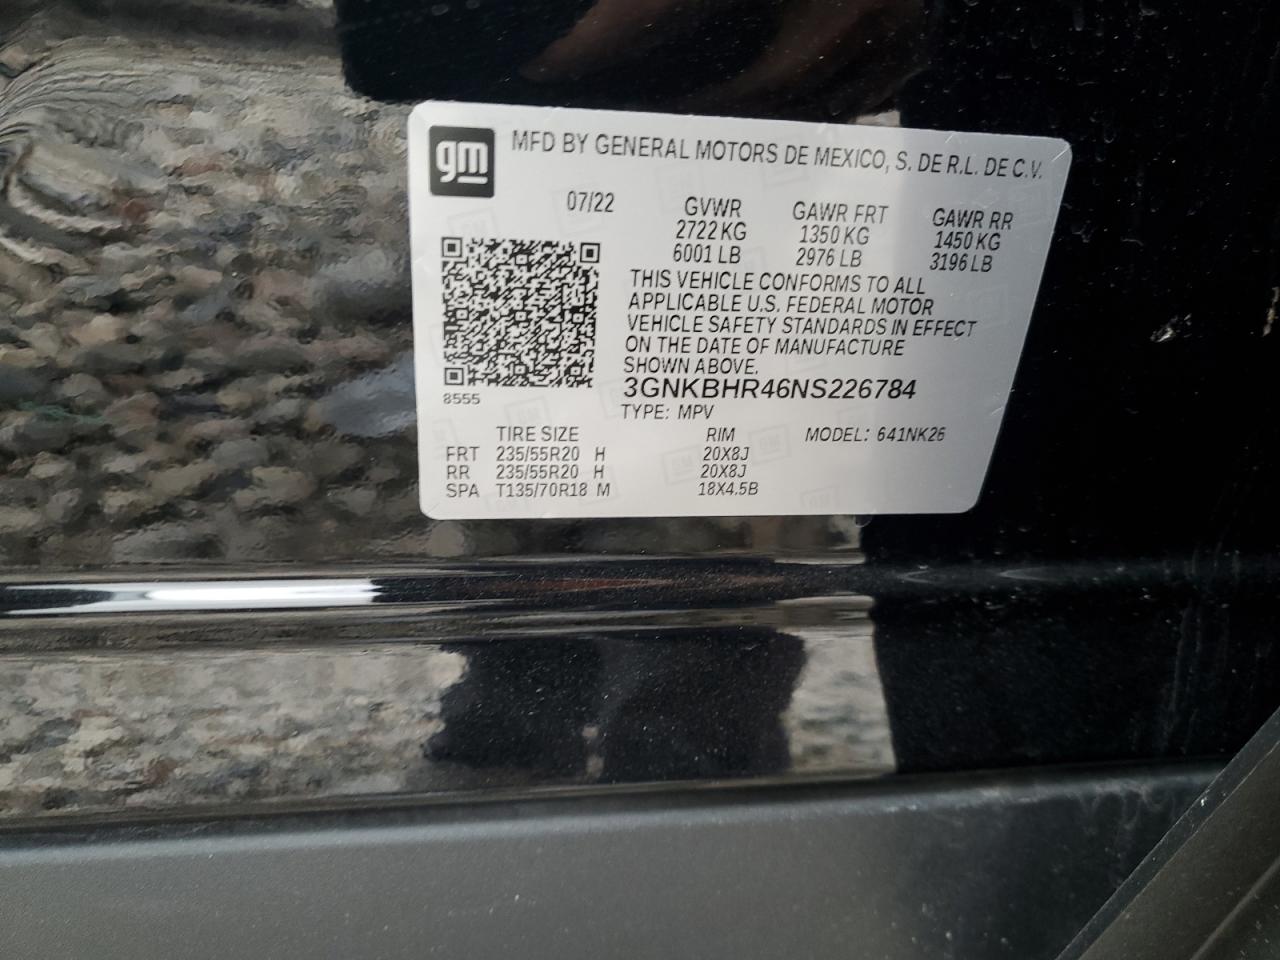 gm
MFD BY GENERAL MOTORS DE MEXICO, S. DE R.L. DE C.V.
07/22
GVWR
2722 KG
6001 LB
GAWR FRT
1350 KG
2976 LB
GAWR RR
1450 KG
3196 LB
THIS VEHICLE CONFORMS TO ALL
APPLICABLE U.S. FEDERAL MOTOR
VEHICLE SAFETY STANDARDS IN EFFECT
ON THE DATE OF MANUFACTURE
SHOWN ABOVE.
8555
3GNKBHR46NS226784
TYPE: MPV
TIRE SIZE RIM MODEL: 641NK26
FRT 235/55R20 H 20X8J
RR 235/55R20 H 20X8J
SPA T135/70R18 M 18X4.5B